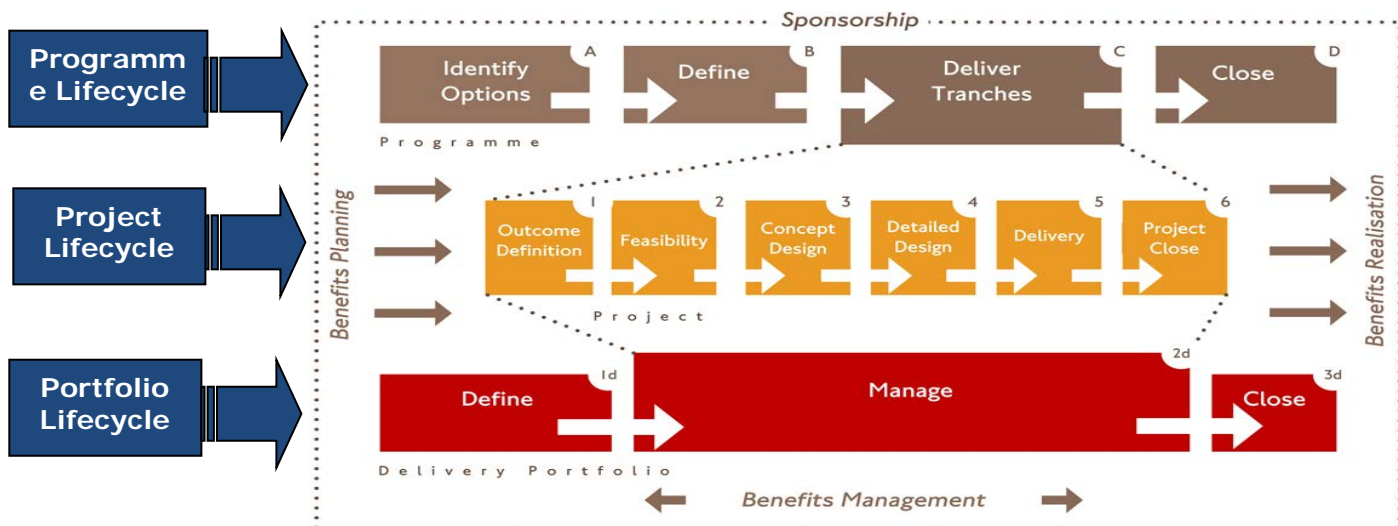 Sponsorship
Programm
e Lifecycle
A
Identify
Options
B
Define
C
Deliver
Tranches
D
Close
Programme
Benefits Planning
Project
Lifecycle
1
Outcome
Definition
2
Feasibility
3
Concept
Design
4
Detailed
Design
5
Delivery
6
Project
Close
Project
Benefits Realisation
Portfolio
Lifecycle
1d
Define
2d
Manage
3d
Close
Delivery Portfolio
Benefits Management